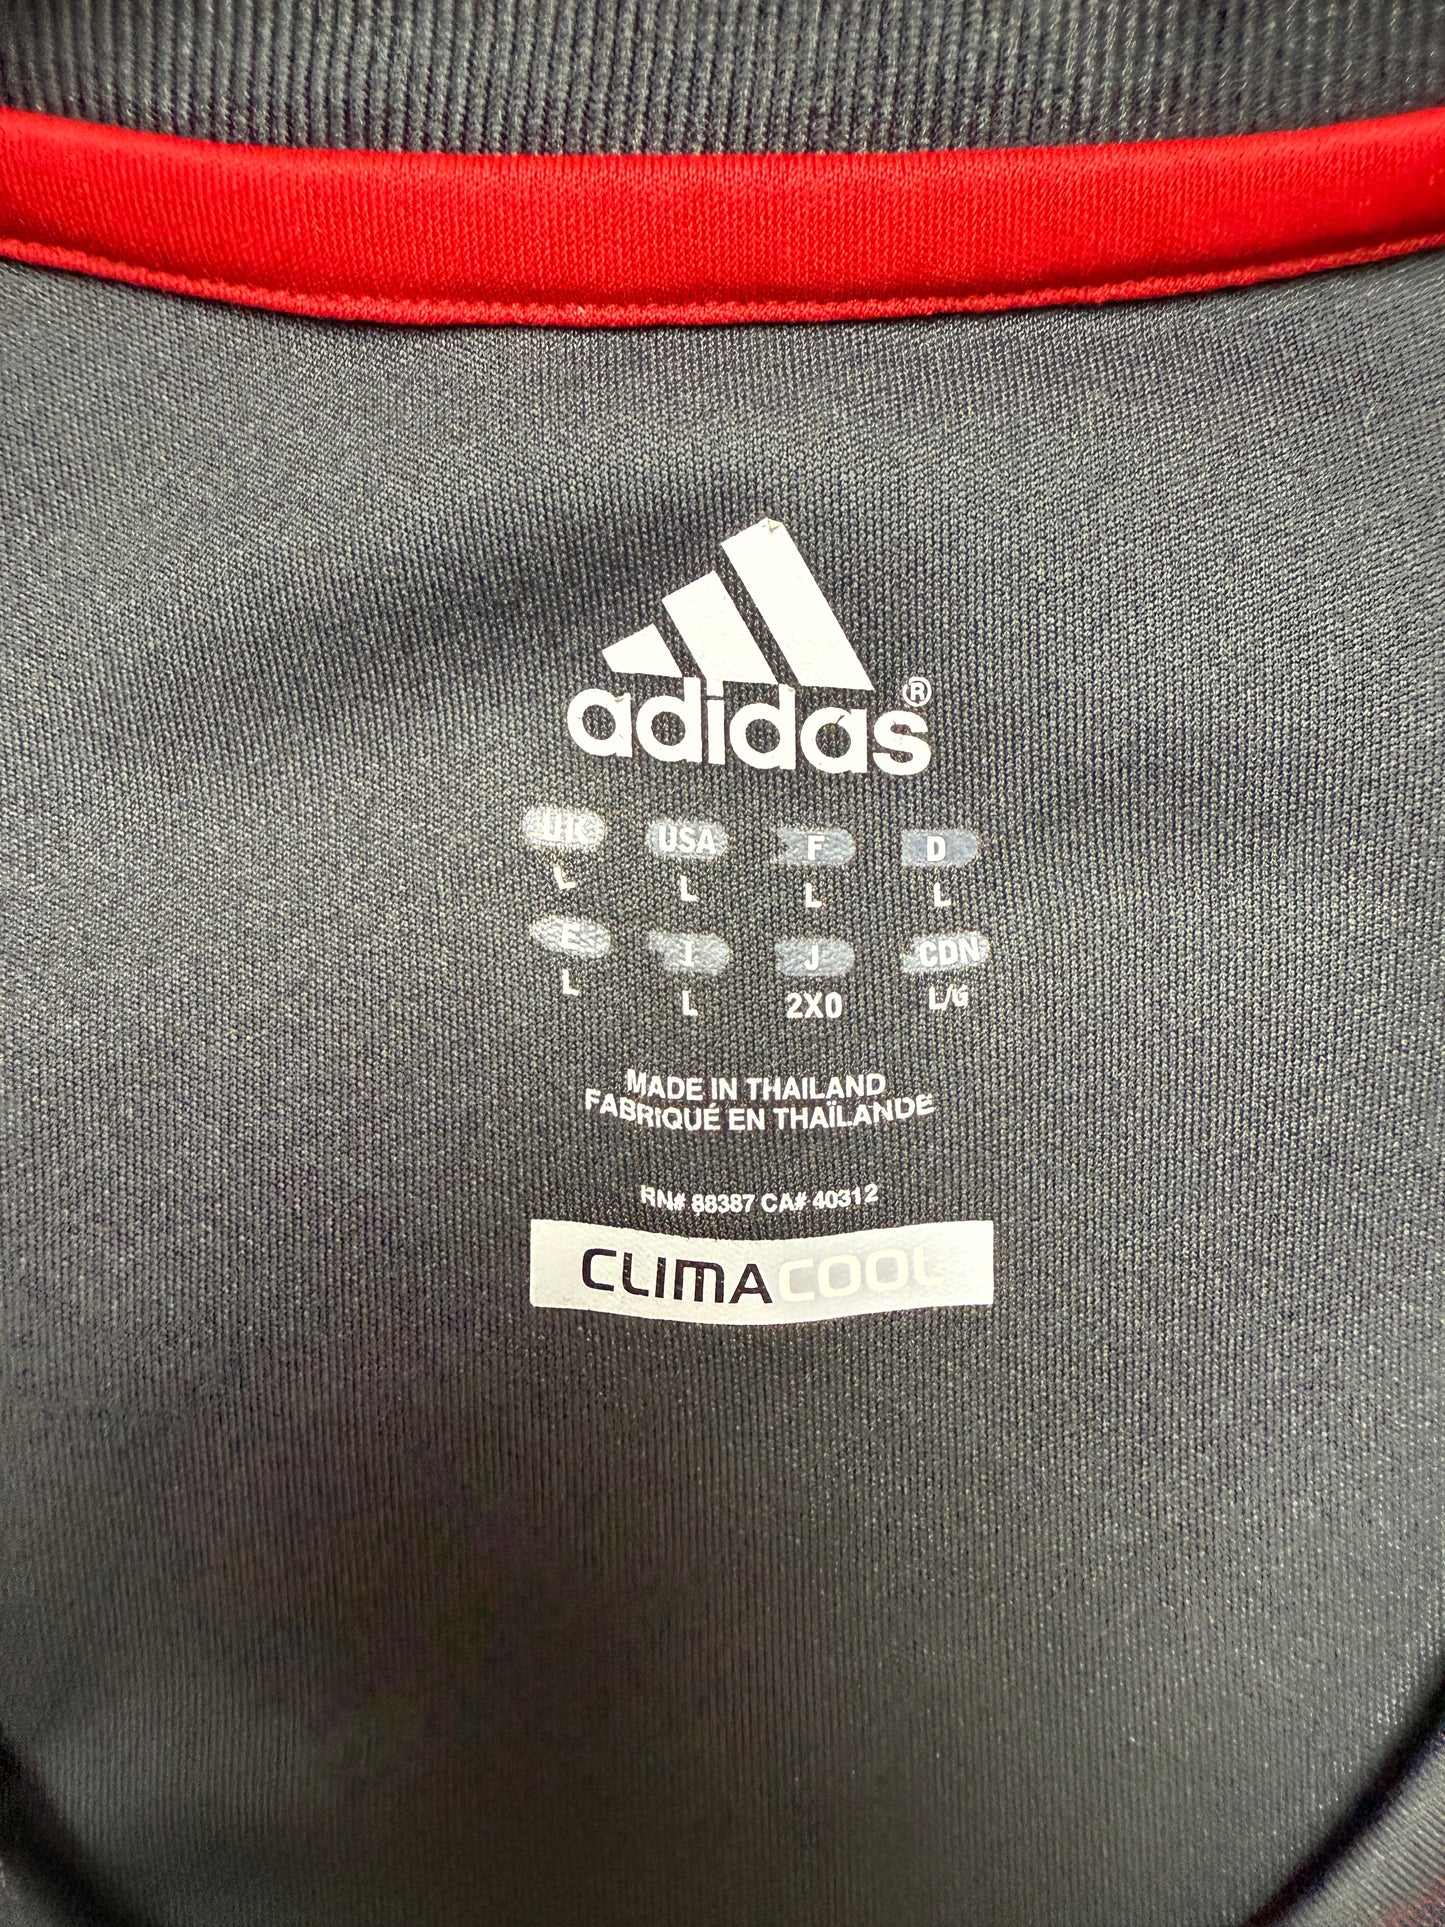 adidas®
UK USA F D
L L L L
E I J CDN
L L 2XO L/G
MADE IN THAILAND
FABRIQUÉ EN THAÏLANDE
RN# 88387 CA# 40312
CLIMACOOL